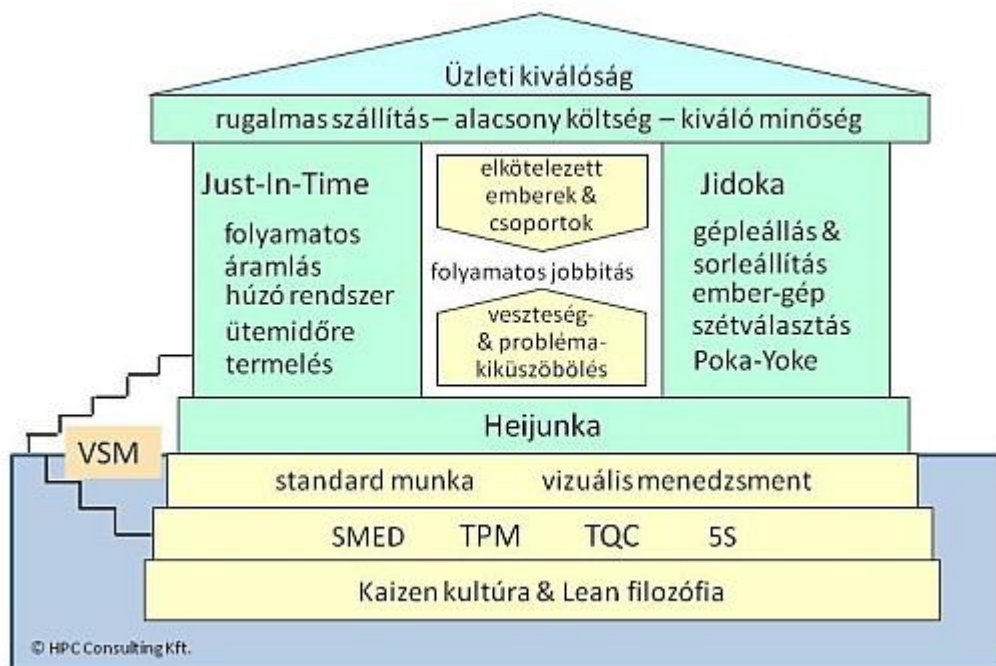 Üzleti kiválóság
rugalmas szállítás – alacsony költség – kiváló minőség
Just-In-Time
folyamatos
áramlás
húzó rendszer
ütemidőre
termelés
elkötelezett
emberek &
csoportok
folyamatos jobbítás
veszteség-
& probléma-
kiküszöbölés
Jidoka
gépleállás &
sorleállítás
ember-gép
szétválasztás
Poka-Yoke
Heijunka
VSM
standard munka vizuális menedzsment
SMED TPM TQC 5S
Kaizen kultúra & Lean filozófia
© HPC Consulting Kft.